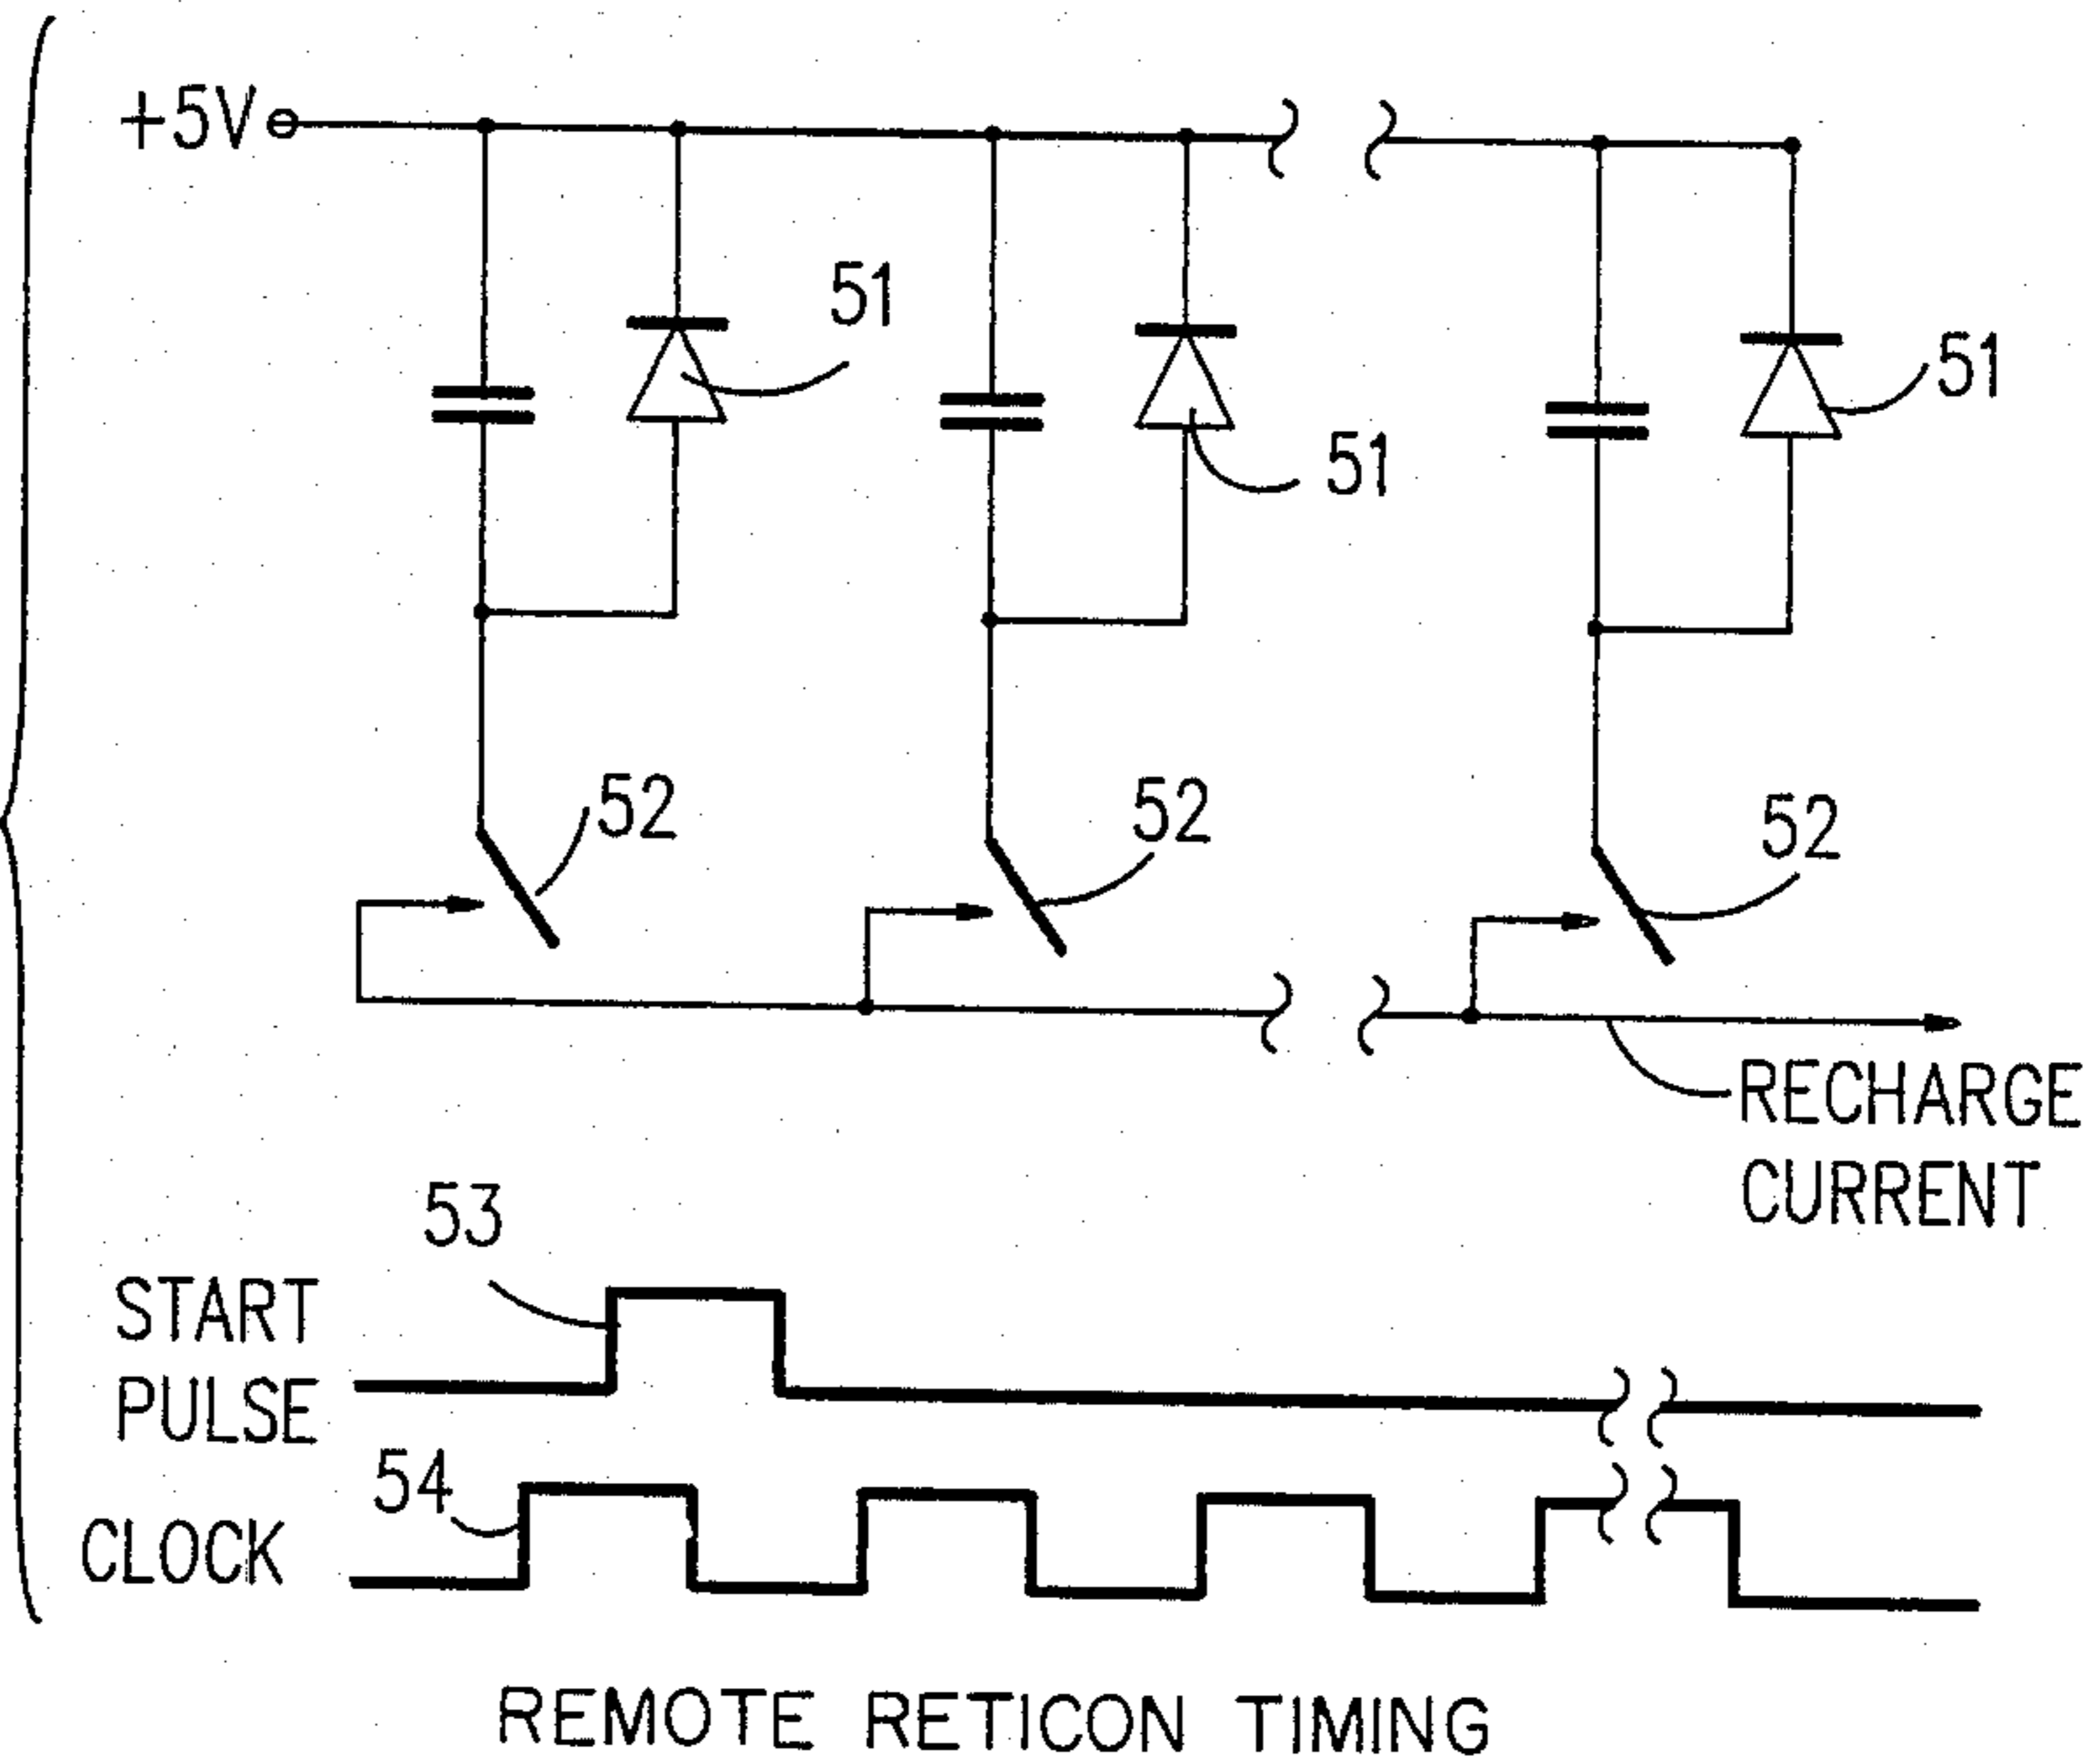 +5V
51
51
51
52
52
52
RECHARGE
CURRENT
53
START
PULSE
54
CLOCK
REMOTE RETICON TIMING